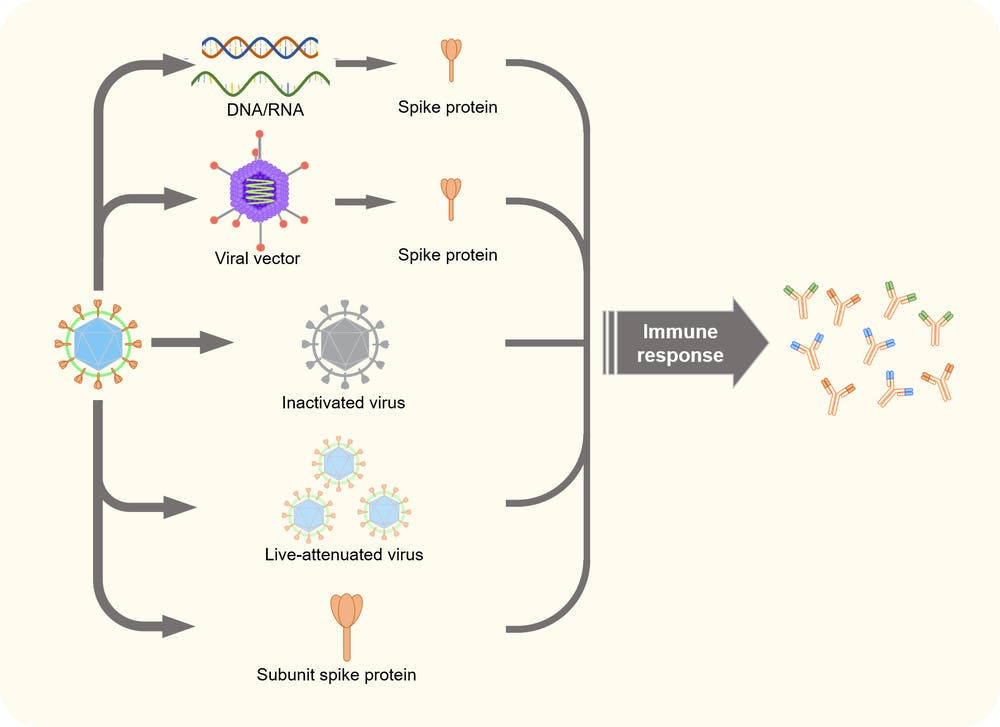 DNA/RNA
Spike protein
Viral vector
Spike protein
Inactivated virus
Immune
response
Live-attenuated virus
Subunit spike protein